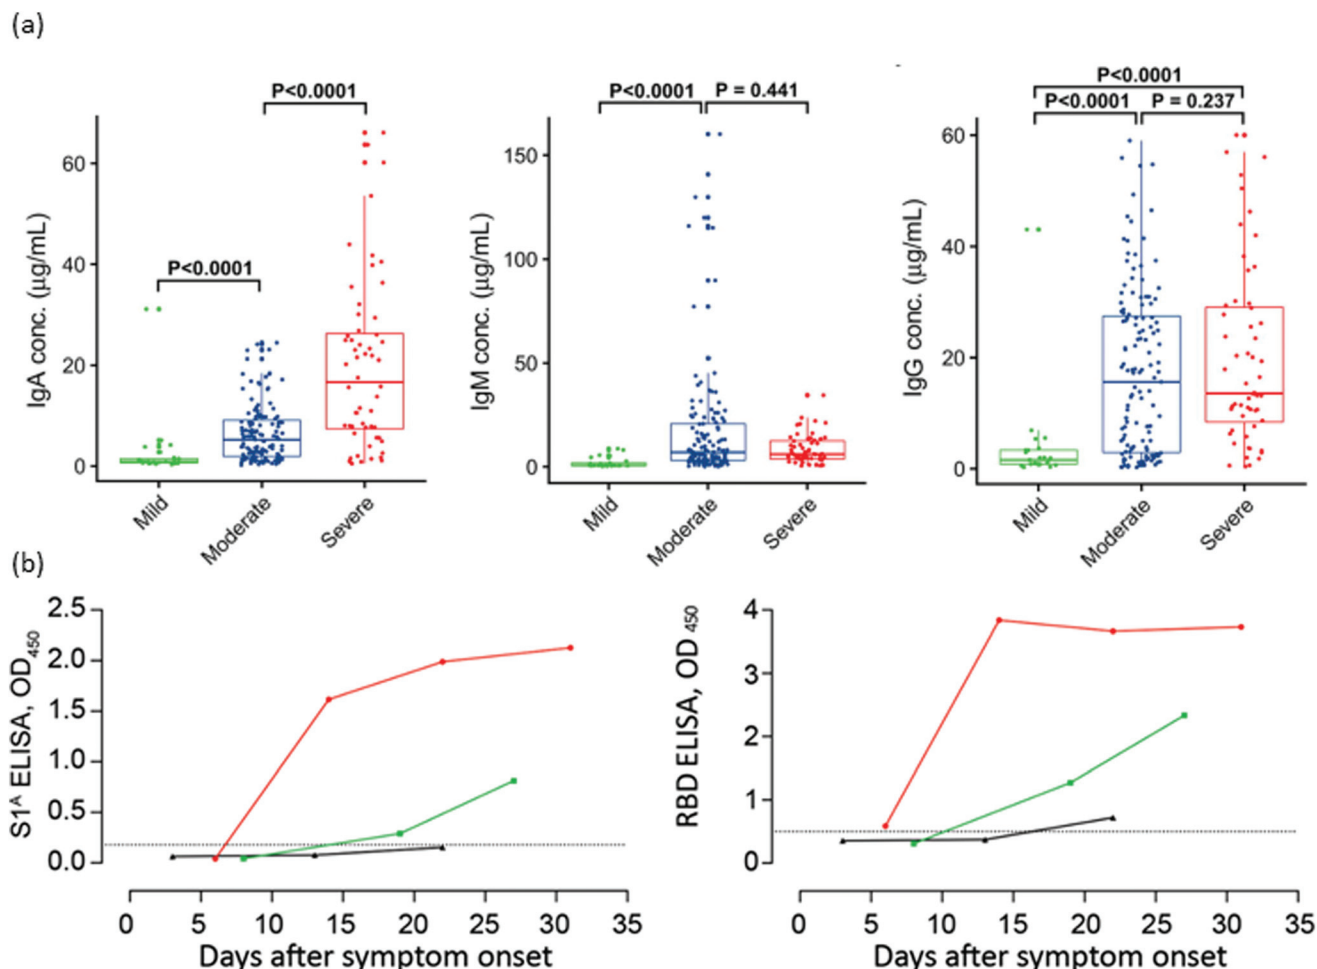 (a)
P<0.0001
P<0.0001
IgA conc. (µg/mL)
60
40
20
0
Mild
Moderate
Severe
P<0.0001
P = 0.441
IgM conc. (µg/mL)
150
100
50
0
Mild
Moderate
Severe
P<0.0001
P<0.0001
P = 0.237
IgG conc. (µg/mL)
60
40
20
0
Mild
Moderate
Severe
(b)
S1ᴬ ELISA, OD₄₅₀
2.5
2.0
1.5
1.0
0.5
0.0
0 5 10 15 20 25 30 35
Days after symptom onset
RBD ELISA, OD ₄₅₀
4
3
2
1
0
0 5 10 15 20 25 30 35
Days after symptom onset